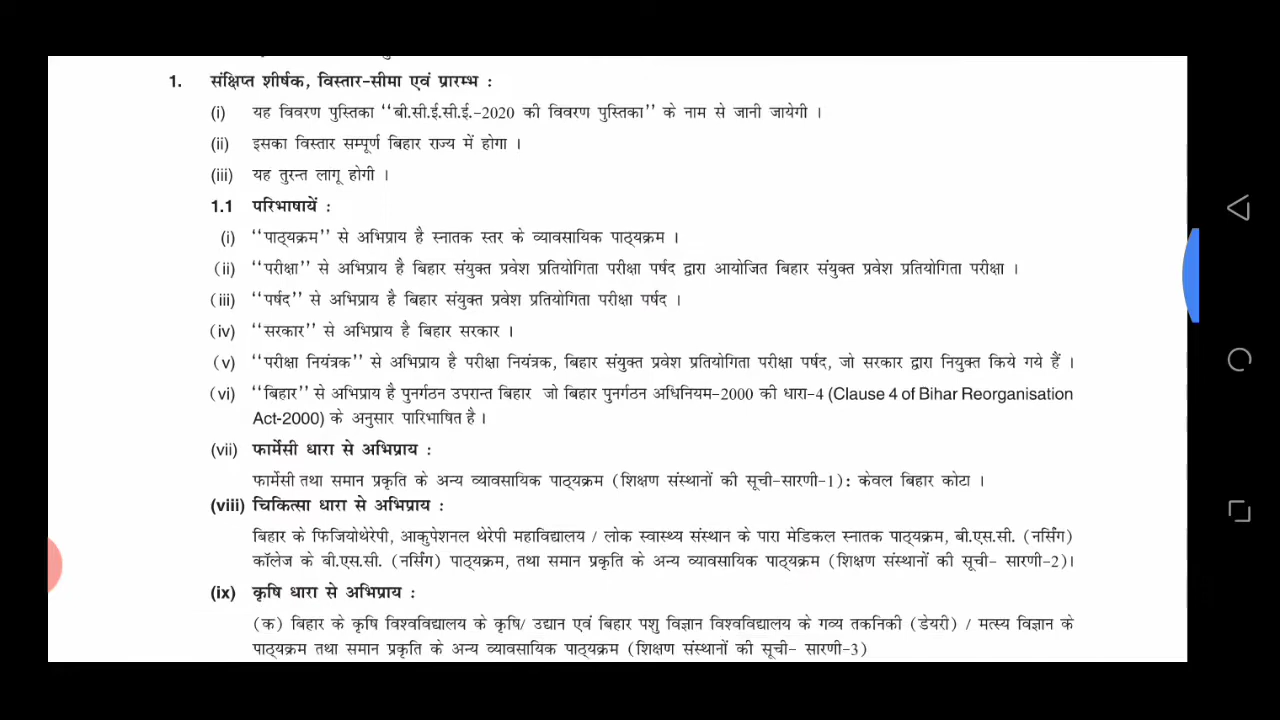 1. संक्षिप्त शीर्षक, विस्तार-सीमा एवं प्रारम्भ :
(i) यह विवरण पुस्तिका ‘‘बी.सी.ई.सी.ई.-2020 की विवरण पुस्तिका’’ के नाम से जानी जायेगी ।
(ii) इसका विस्तार सम्पूर्ण बिहार राज्य में होगा ।
(iii) यह तुरन्त लागू होगी ।
1.1 परिभाषायें :
(i) ‘‘पाठ्यक्रम’’ से अभिप्राय है स्नातक स्तर के व्यावसायिक पाठ्यक्रम ।
(ii) ‘‘परीक्षा’’ से अभिप्राय है बिहार संयुक्त प्रवेश प्रतियोगिता परीक्षा पर्षद द्वारा आयोजित बिहार संयुक्त प्रवेश प्रतियोगिता परीक्षा ।
(iii) ‘‘पर्षद’’ से अभिप्राय है बिहार संयुक्त प्रवेश प्रतियोगिता परीक्षा पर्षद ।
(iv) ‘‘सरकार’’ से अभिप्राय है बिहार सरकार ।
(v) ‘‘परीक्षा नियंत्रक’’ से अभिप्राय है परीक्षा नियंत्रक, बिहार संयुक्त प्रवेश प्रतियोगिता परीक्षा पर्षद, जो सरकार द्वारा नियुक्त किये गये हैं ।
(vi) ‘‘बिहार’’ से अभिप्राय है पुनर्गठन उपरान्त बिहार जो बिहार पुनर्गठन अधिनियम-2000 की धारा-4 (Clause 4 of Bihar Reorganisation
Act-2000) के अनुसार पारिभाषित है ।
(vii) फार्मेसी धारा से अभिप्राय :
फार्मेसी तथा समान प्रकृति के अन्य व्यावसायिक पाठ्यक्रम (शिक्षण संस्थानों की सूची-सारणी-1): केवल बिहार कोटा ।
(viii) चिकित्सा धारा से अभिप्राय :
बिहार के फिजियोथेरेपी, आकुपेशनल थेरेपी महाविद्यालय / लोक स्वास्थ्य संस्थान के पारा मेडिकल स्नातक पाठ्यक्रम, बी.एस.सी. (नर्सिंग)
कॉलेज के बी.एस.सी. (नर्सिंग) पाठ्यक्रम, तथा समान प्रकृति के अन्य व्यावसायिक पाठ्यक्रम (शिक्षण संस्थानों की सूची- सारणी-2)।
(ix) कृषि धारा से अभिप्राय :
(क) बिहार के कृषि विश्वविद्यालय के कृषि/ उद्यान एवं बिहार पशु विज्ञान विश्वविद्यालय के गव्य तकनिकी (डेयरी) / मत्स्य विज्ञान के
पाठ्यक्रम तथा समान प्रकृति के अन्य व्यावसायिक पाठ्यक्रम (शिक्षण संस्थानों की सूची- सारणी-3)